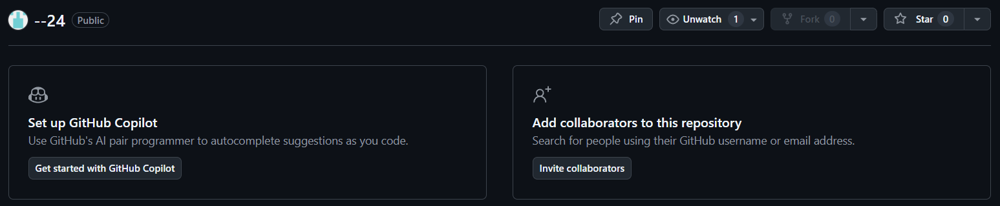 --24 Public Pin Unwatch 1 Fork 0 Star 0
Set up GitHub Copilot
Use GitHub's AI pair programmer to autocomplete suggestions as you code.
Get started with GitHub Copilot
Add collaborators to this repository
Search for people using their GitHub username or email address.
Invite collaborators